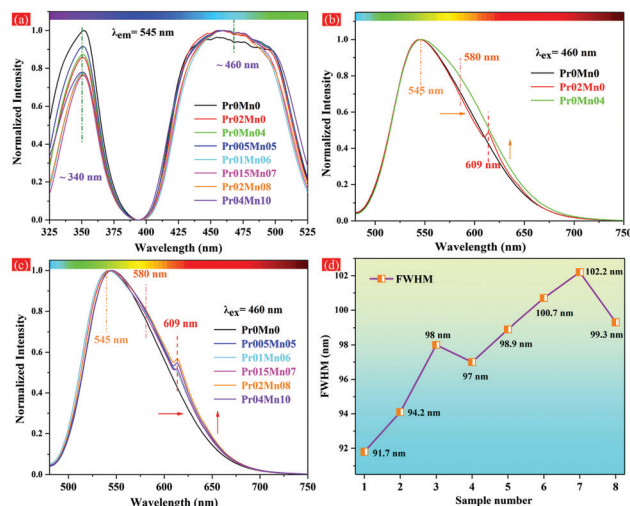 (a)
λem= 545 nm
~460 nm
~340 nm
Pr0Mn0
Pr02Mn0
Pr0Mn04
Pr005Mn05
Pr01Mn06
Pr015Mn07
Pr02Mn08
Pr04Mn10
Normalized Intensity
1.0
0.8
0.6
0.4
0.2
0.0
325 350 375 400 425 450 475 500 525
Wavelength (nm)
(b)
λex= 460 nm
580 nm
545 nm
609 nm
Pr0Mn0
Pr02Mn0
Pr0Mn04
Normalized Intensity
1.0
0.8
0.6
0.4
0.2
0.0
500 550 600 650 700 750
Wavelength (nm)
(c)
λex= 460 nm
580 nm
545 nm
609 nm
Pr0Mn0
Pr005Mn05
Pr01Mn06
Pr015Mn07
Pr02Mn08
Pr04Mn10
Normalized Intensity
1.0
0.8
0.6
0.4
0.2
0.0
500 550 600 650 700 750
Wavelength (nm)
(d)
FWHM
102.2 nm
100.7 nm
99.3 nm
98.9 nm
98 nm
97 nm
94.2 nm
91.7 nm
FWHM (nm)
102
100
98
96
94
92
1 2 3 4 5 6 7 8
Sample number